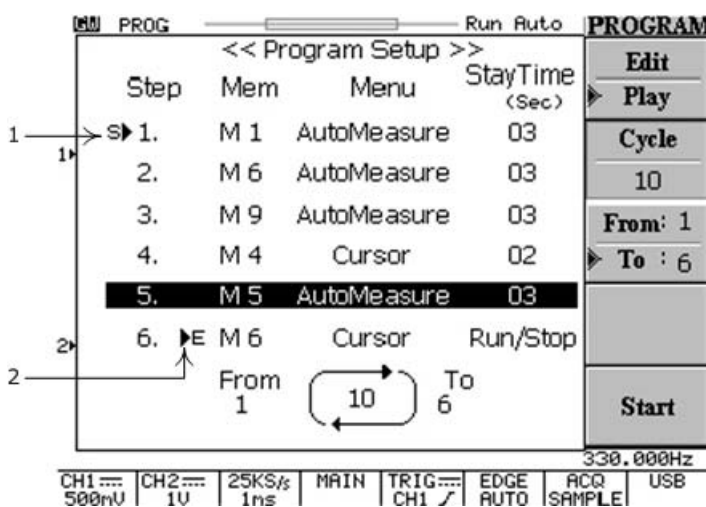 GW PROG Run Auto PROGRAM
<< Program Setup >>
Step Mem Menu StayTime
(Sec)
S 1. M 1 AutoMeasure 03
2. M 6 AutoMeasure 03
3. M 9 AutoMeasure 03
4. M 4 Cursor 02
5. M 5 AutoMeasure 03
6. E M 6 Cursor Run/Stop
From To
1 10 6
1
1
2
2
Edit
Play
Cycle
10
From: 1
To : 6
Start
330.000Hz
CH1 CH2 25KS/s MAIN TRIG EDGE ACQ USB
500mV 1V 1ms CH1 AUTO SAMPLE